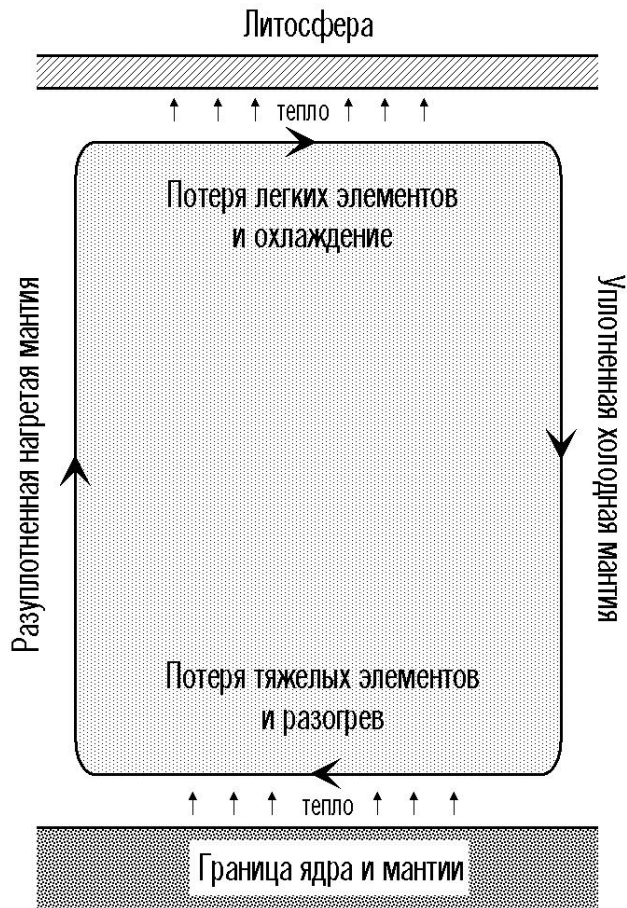 Литосфера
тепло
Потеря легких элементов
и охлаждение
Разуплотненная нагретая мантия
Уплотненная холодная мантия
Потеря тяжелых элементов
и разогрев
тепло
Граница ядра и мантии